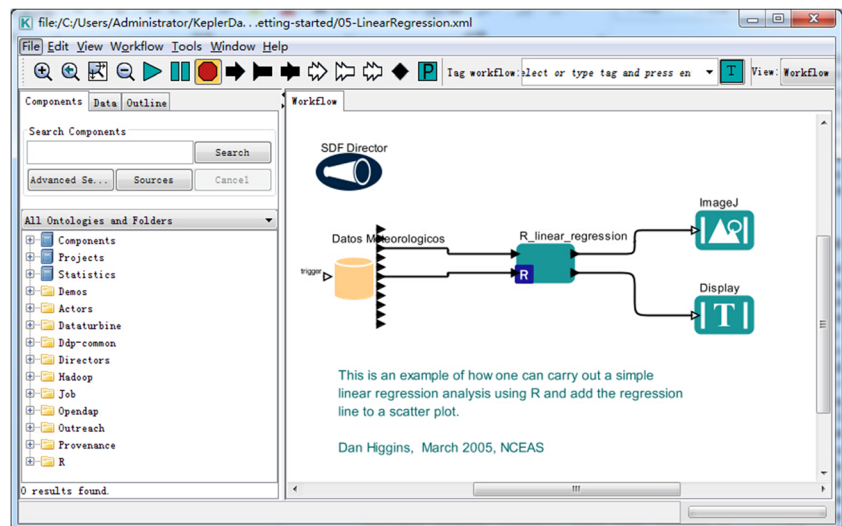 file:/C:/Users/Administrator/KeplerDa...etting-started/05-LinearRegression.xml
File Edit View Workflow Tools Window Help
Tag workflow: elect or type tag and press en
T
View: Workflow
P
Components Data Outline
Search Components
Search
Advanced Se... Sources Cancel
All Ontologies and Folders
Components
Projects
Statistics
Demos
Actors
Dataturbine
Ddp-common
Directors
Hadoop
Job
Opendap
Outreach
Provenance
R
0 results found.
Workflow
SDF Director
Datos Meteorologicos
trigger
R_linear_regression
R
ImageJ
Display
T
This is an example of how one can carry out a simple
linear regression analysis using R and add the regression
line to a scatter plot.
Dan Higgins, March 2005, NCEAS